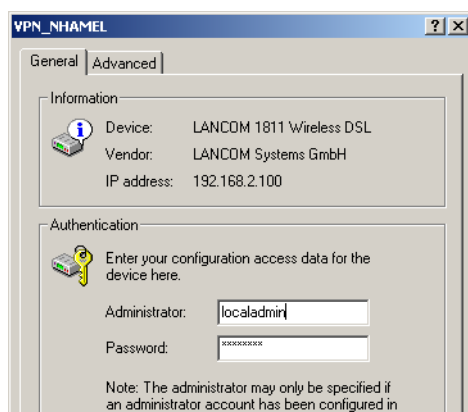 VPN_NHAMEL
General Advanced
Information
Device: LANCOM 1811 Wireless DSL
Vendor: LANCOM Systems GmbH
IP address: 192.168.2.100
Authentication
Enter your configuration access data for the
device here.
Administrator: localadmin
Password: xxxxxxxx
Note: The administrator may only be specified if
an administrator account has been configured in